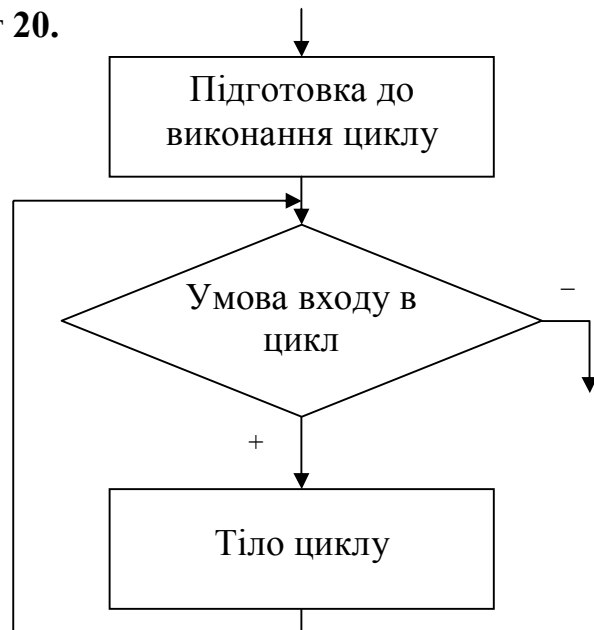 20.
Підготовка до
виконання циклу
Умова входу в
цикл
–
+
Тіло циклу